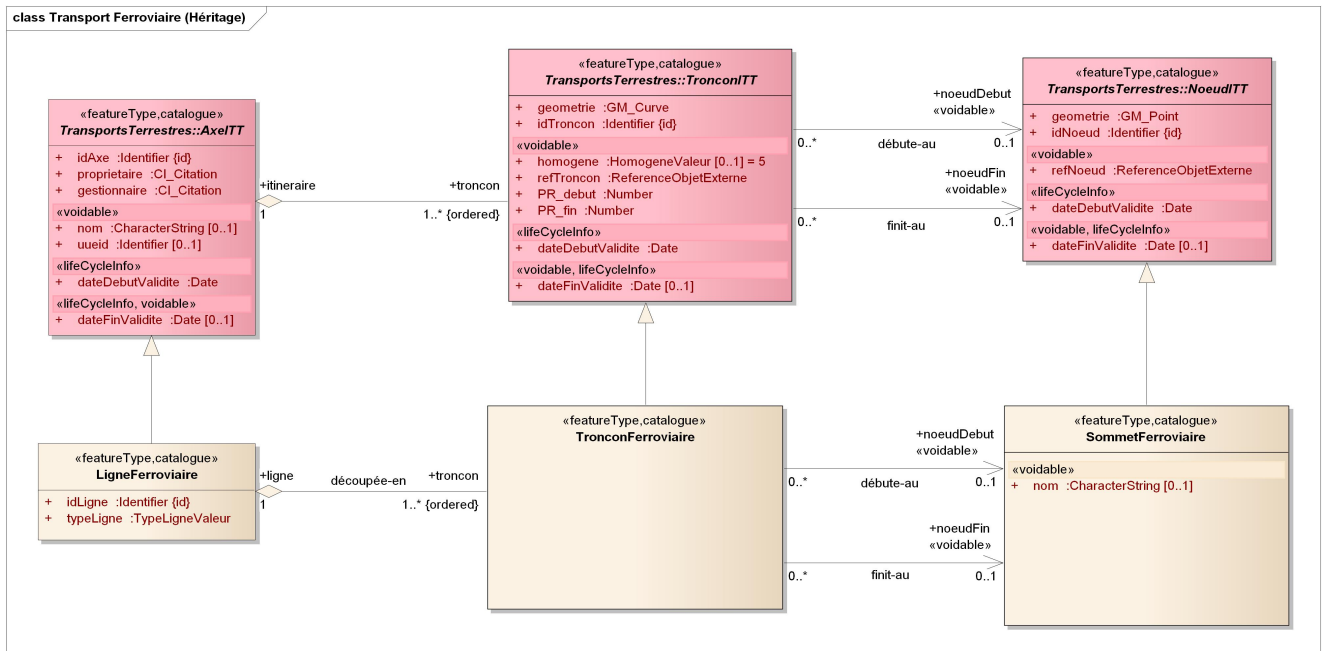 class Transport Ferroviaire (Héritage)
«featureType,catalogue»
TransportsTerrestres::AxeITT
+ idAxe :Identifier {id}
+ proprietaire :CI_Citation
+ gestionnaire :CI_Citation
«voidable»
+ nom :CharacterString [0..1]
+ uueid :Identifier [0..1]
«lifeCycleInfo»
+ dateDebutValidite :Date
«lifeCycleInfo, voidable»
+ dateFinValidite :Date [0..1]
+itineraire
1
+troncon
1..* {ordered}
«featureType,catalogue»
TransportsTerrestres::TronconITT
+ geometrie :GM_Curve
+ idTroncon :Identifier {id}
«voidable»
+ homogene :HomogeneValeur [0..1] = 5
+ refTroncon :ReferenceObjetExterne
+ PR_debut :Number
+ PR_fin :Number
«lifeCycleInfo»
+ dateDebutValidite :Date
«voidable, lifeCycleInfo»
+ dateFinValidite :Date [0..1]
+noeudDebut
«voidable»
0..*
débute-au
0..1
+noeudFin
«voidable»
0..*
finit-au
0..1
«featureType,catalogue»
TransportsTerrestres::NoeudITT
+ geometrie :GM_Point
+ idNoeud :Identifier {id}
«voidable»
+ refNoeud :ReferenceObjetExterne
«lifeCycleInfo»
+ dateDebutValidite :Date
«voidable, lifeCycleInfo»
+ dateFinValidite :Date [0..1]
«featureType,catalogue»
LigneFerroviaire
+ idLigne :Identifier {id}
+ typeLigne :TypeLigneValeur
+ligne
1
découpée-en
+troncon
1..* {ordered}
«featureType,catalogue»
TronconFerroviaire
+noeudDebut
«voidable»
0..*
débute-au
0..1
+noeudFin
«voidable»
0..*
finit-au
0..1
«featureType,catalogue»
SommetFerroviaire
«voidable»
+ nom :CharacterString [0..1]